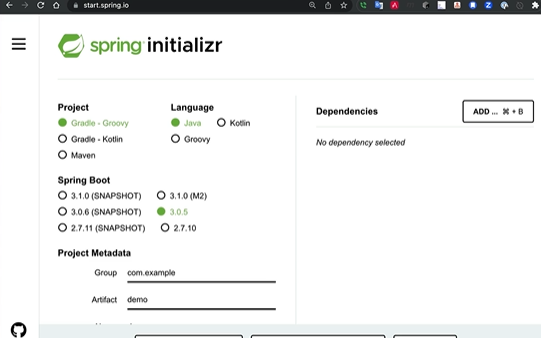 start.spring.io
spring initializr
Project
Gradle - Groovy
Gradle - Kotlin
Maven
Language
Java
Kotlin
Groovy
Spring Boot
3.1.0 (SNAPSHOT)
3.1.0 (M2)
3.0.6 (SNAPSHOT)
3.0.5
2.7.11 (SNAPSHOT)
2.7.10
Project Metadata
Group com.example
Artifact demo
Dependencies
ADD ... ⌘ + B
No dependency selected